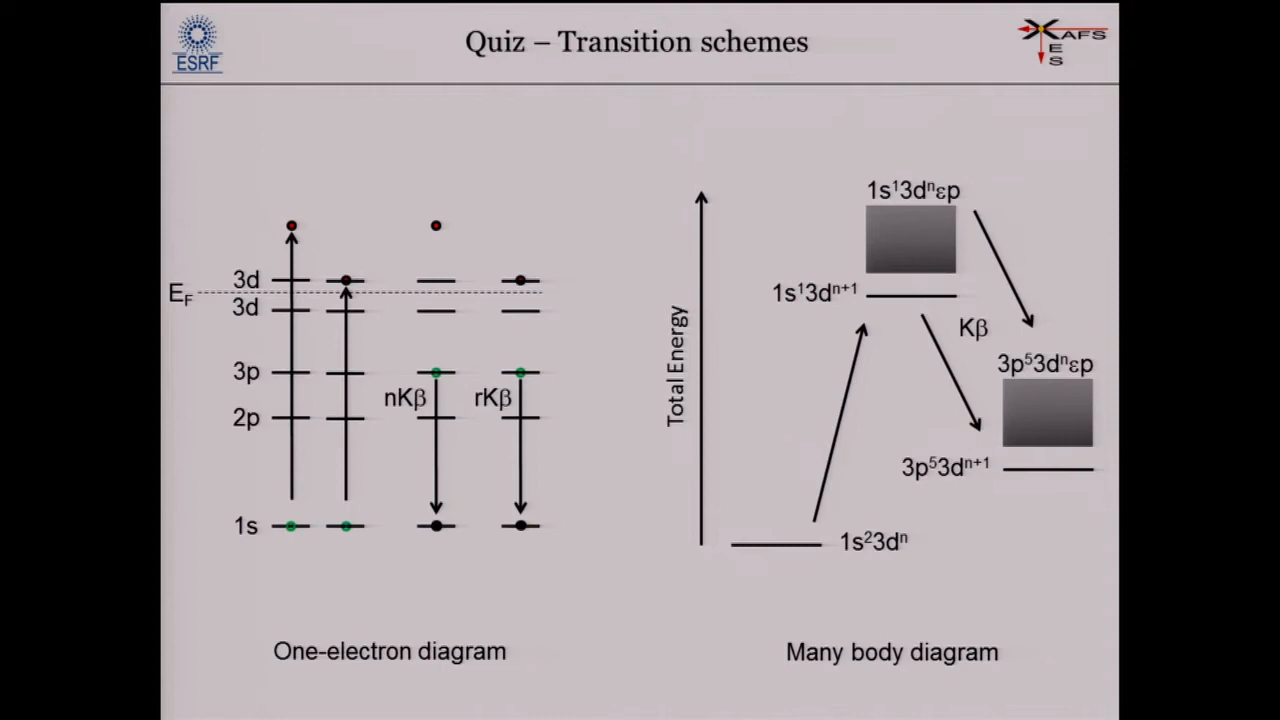 ESRF
Quiz – Transition schemes
XAFS
E
S
3d
E_F
3d
3p
2p
1s
nKβ
rKβ
One-electron diagram
Total Energy
1s¹3dⁿεp
1s¹3dⁿ⁺¹
Kβ
3p⁵3dⁿεp
3p⁵3dⁿ⁺¹
1s²3dⁿ
Many body diagram